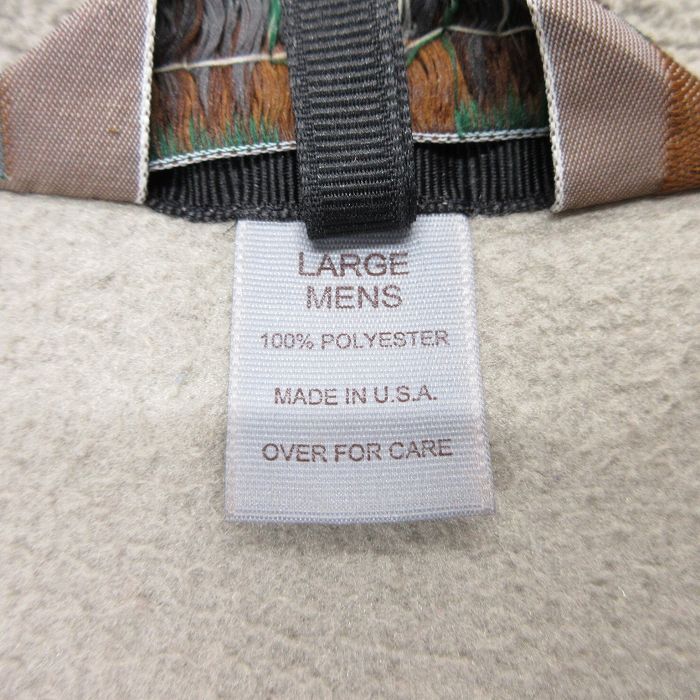 LARGE
MENS
100% POLYESTER
MADE IN U.S.A.
OVER FOR CARE